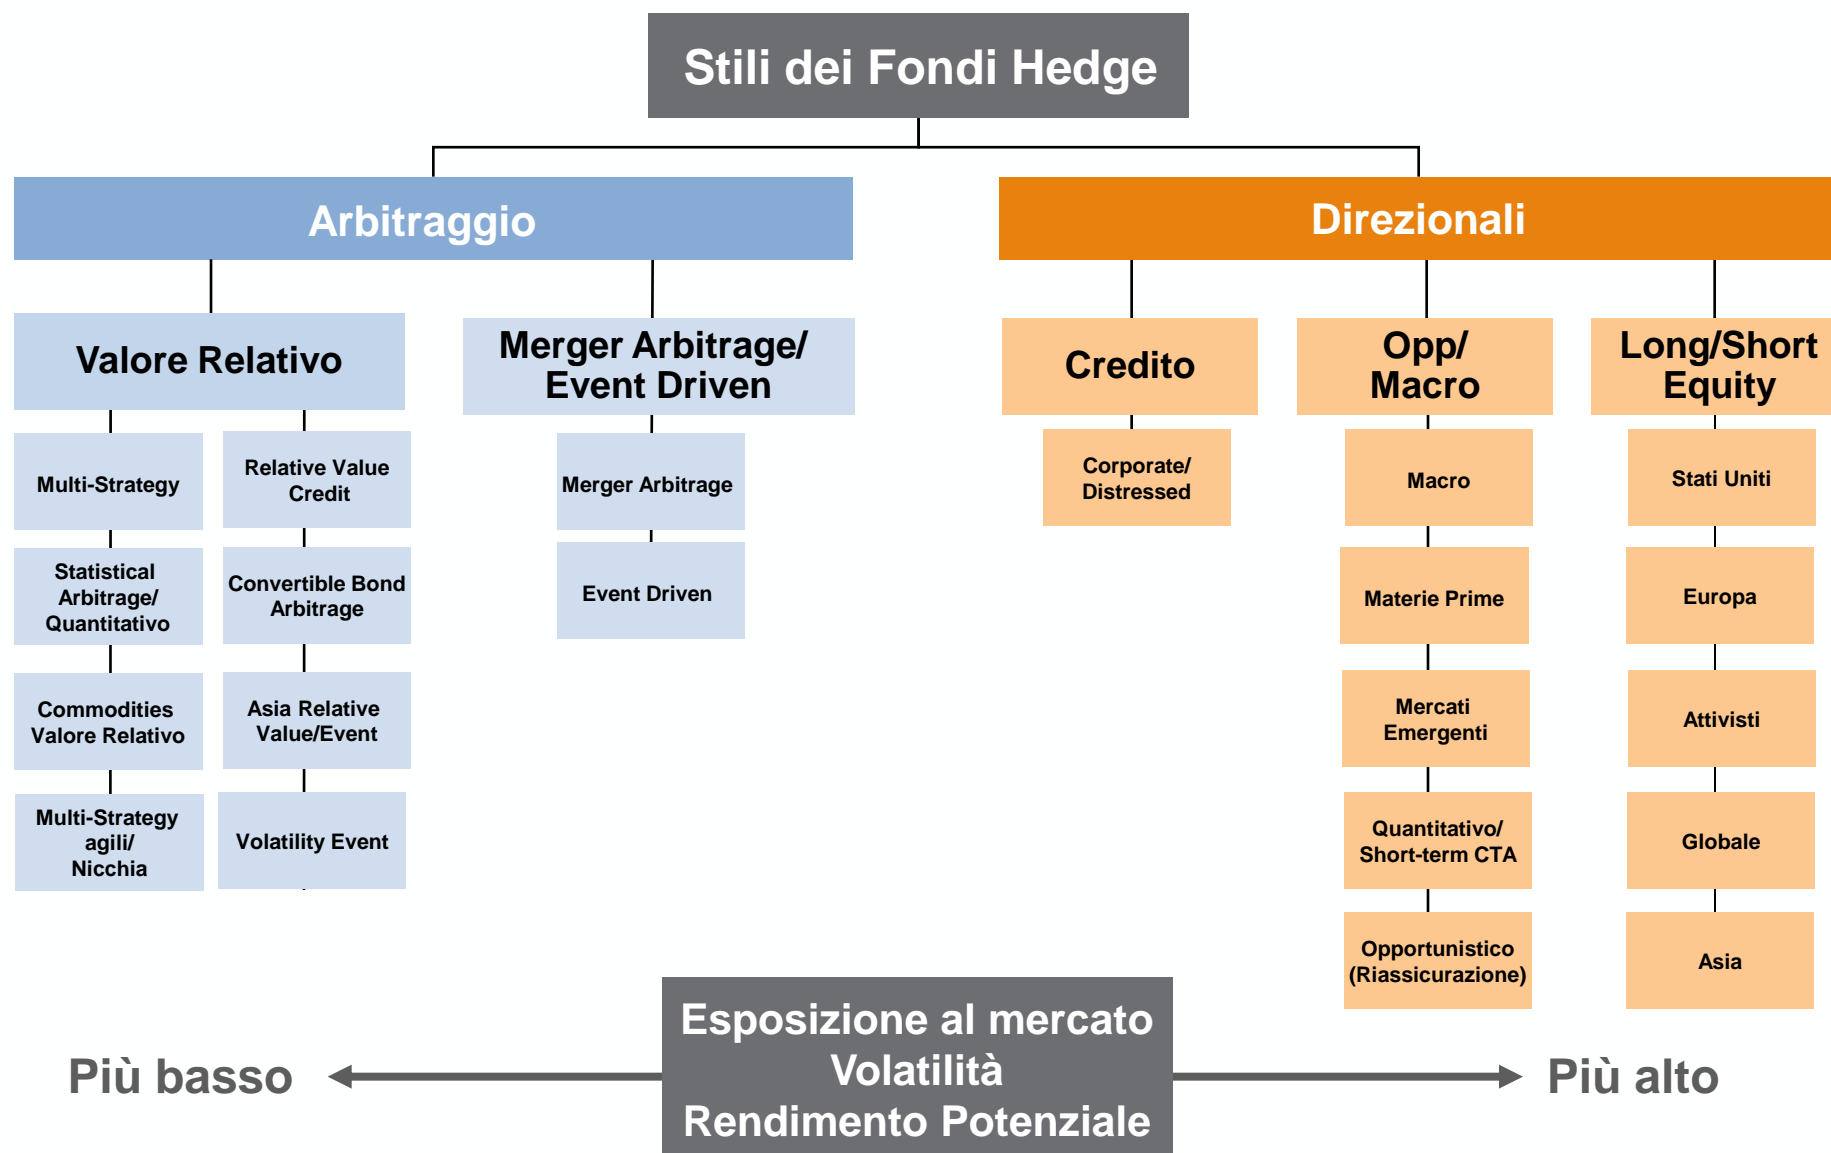 Stili dei Fondi Hedge
Arbitraggio
Direzionali
Valore Relativo
Merger Arbitrage/
Event Driven
Credito
Opp/
Macro
Long/Short
Equity
Multi-Strategy
Statistical
Arbitrage/
Quantitativo
Commodities
Valore Relativo
Multi-Strategy
agili/
Nicchia
Relative Value
Credit
Convertible Bond
Arbitrage
Asia Relative
Value/Event
Volatility Event
Merger Arbitrage
Event Driven
Corporate/
Distressed
Macro
Materie Prime
Mercati
Emergenti
Quantitativo/
Short-term CTA
Opportunistico
(Riassicurazione)
Stati Uniti
Europa
Attivisti
Globale
Asia
Più basso
Esposizione al mercato
Volatilità
Rendimento Potenziale
Più alto